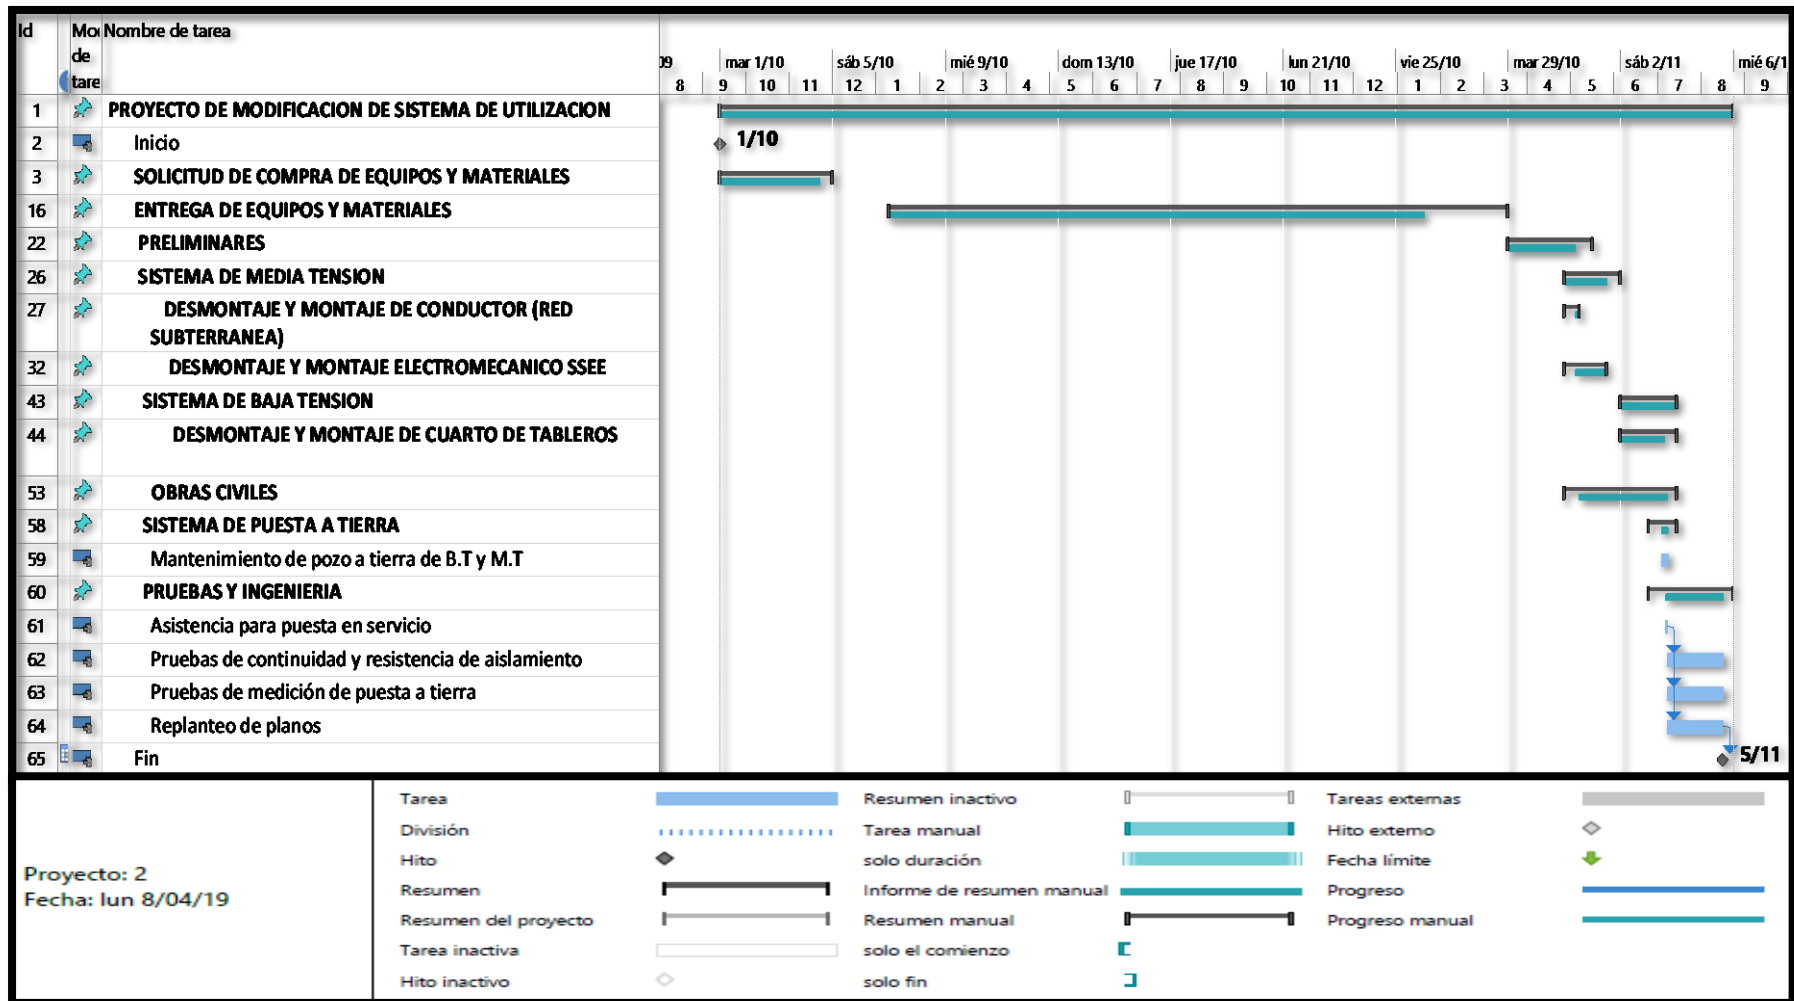 Id Mo Nombre de tarea
de
tare
09 mar 1/10 sáb 5/10 mié 9/10 dom 13/10 jue 17/10 lun 21/10 vie 25/10 mar 29/10 sáb 2/11 mié 6/1
8 9 10 11 12 1 2 3 4 5 6 7 8 9 10 11 12 1 2 3 4 5 6 7 8 9
1 PROYECTO DE MODIFICACION DE SISTEMA DE UTILIZACION
2 Inicio 1/10
3 SOLICITUD DE COMPRA DE EQUIPOS Y MATERIALES
16 ENTREGA DE EQUIPOS Y MATERIALES
22 PRELIMINARES
26 SISTEMA DE MEDIA TENSION
27 DESMONTAJE Y MONTAJE DE CONDUCTOR (RED
SUBTERRANEA)
32 DESMONTAJE Y MONTAJE ELECTROMECANICO SSEE
43 SISTEMA DE BAJA TENSION
44 DESMONTAJE Y MONTAJE DE CUARTO DE TABLEROS
53 OBRAS CIVILES
58 SISTEMA DE PUESTA A TIERRA
59 Mantenimiento de pozo a tierra de B.T y M.T
60 PRUEBAS Y INGENIERIA
61 Asistencia para puesta en servicio
62 Pruebas de continuidad y resistencia de aislamiento
63 Pruebas de medición de puesta a tierra
64 Replanteo de planos
65 Fin 5/11
Proyecto: 2
Fecha: lun 8/04/19
Tarea Resumen inactivo Tareas externas
División Tarea manual Hito externo
Hito solo duración Fecha límite
Resumen Informe de resumen manual Progreso
Resumen del proyecto Resumen manual Progreso manual
Tarea inactiva solo el comienzo
Hito inactivo solo fin